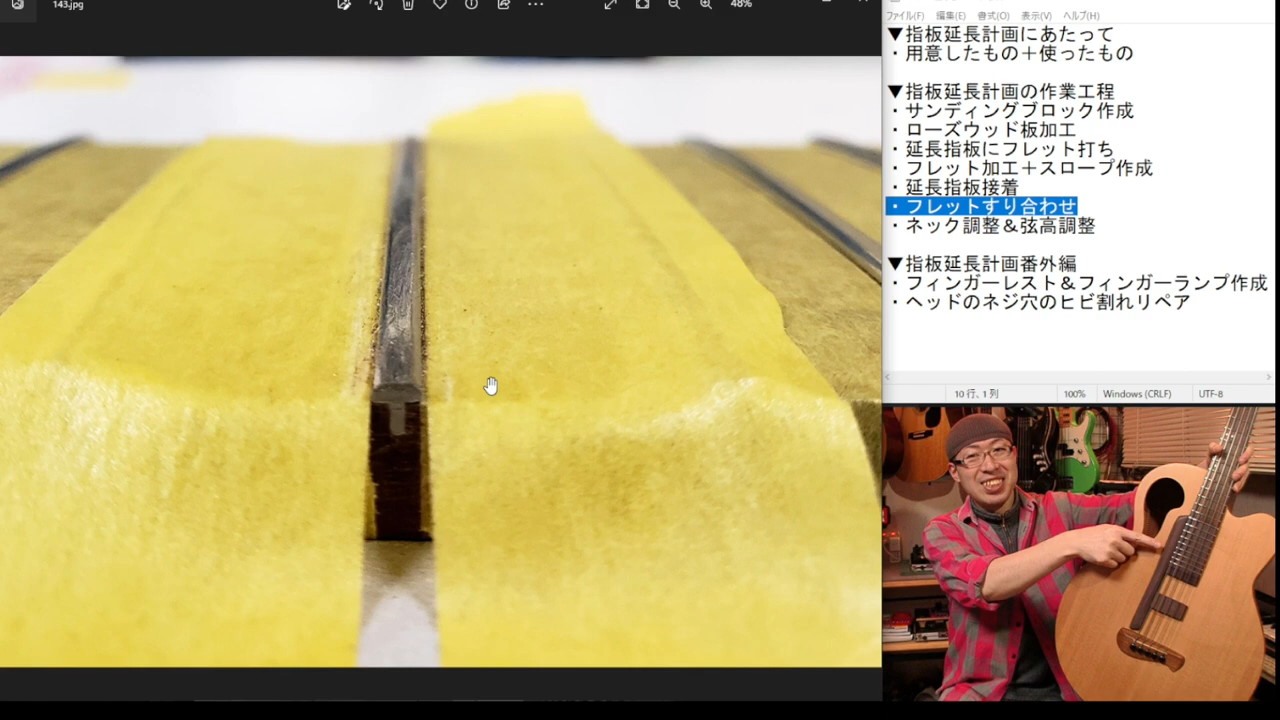 143.jpg
48%
ファイル(F) 編集(E) 書式(O) 表示(V) ヘルプ(H)
▼指板延長計画にあたって
・用意したもの＋使ったもの
▼指板延長計画の作業工程
・サンディングブロック作成
・ローズウッド板加工
・延長指板にフレット打ち
・フレット加工＋スロープ作成
・延長指板接着
・フレットすり合わせ
・ネック調整＆弦高調整
▼指板延長計画番外編
・フィンガーレスト＆フィンガーランプ作成
・ヘッドのネジ穴のヒビ割れリペア
10 行、1 列 100% Windows (CRLF) UTF-8